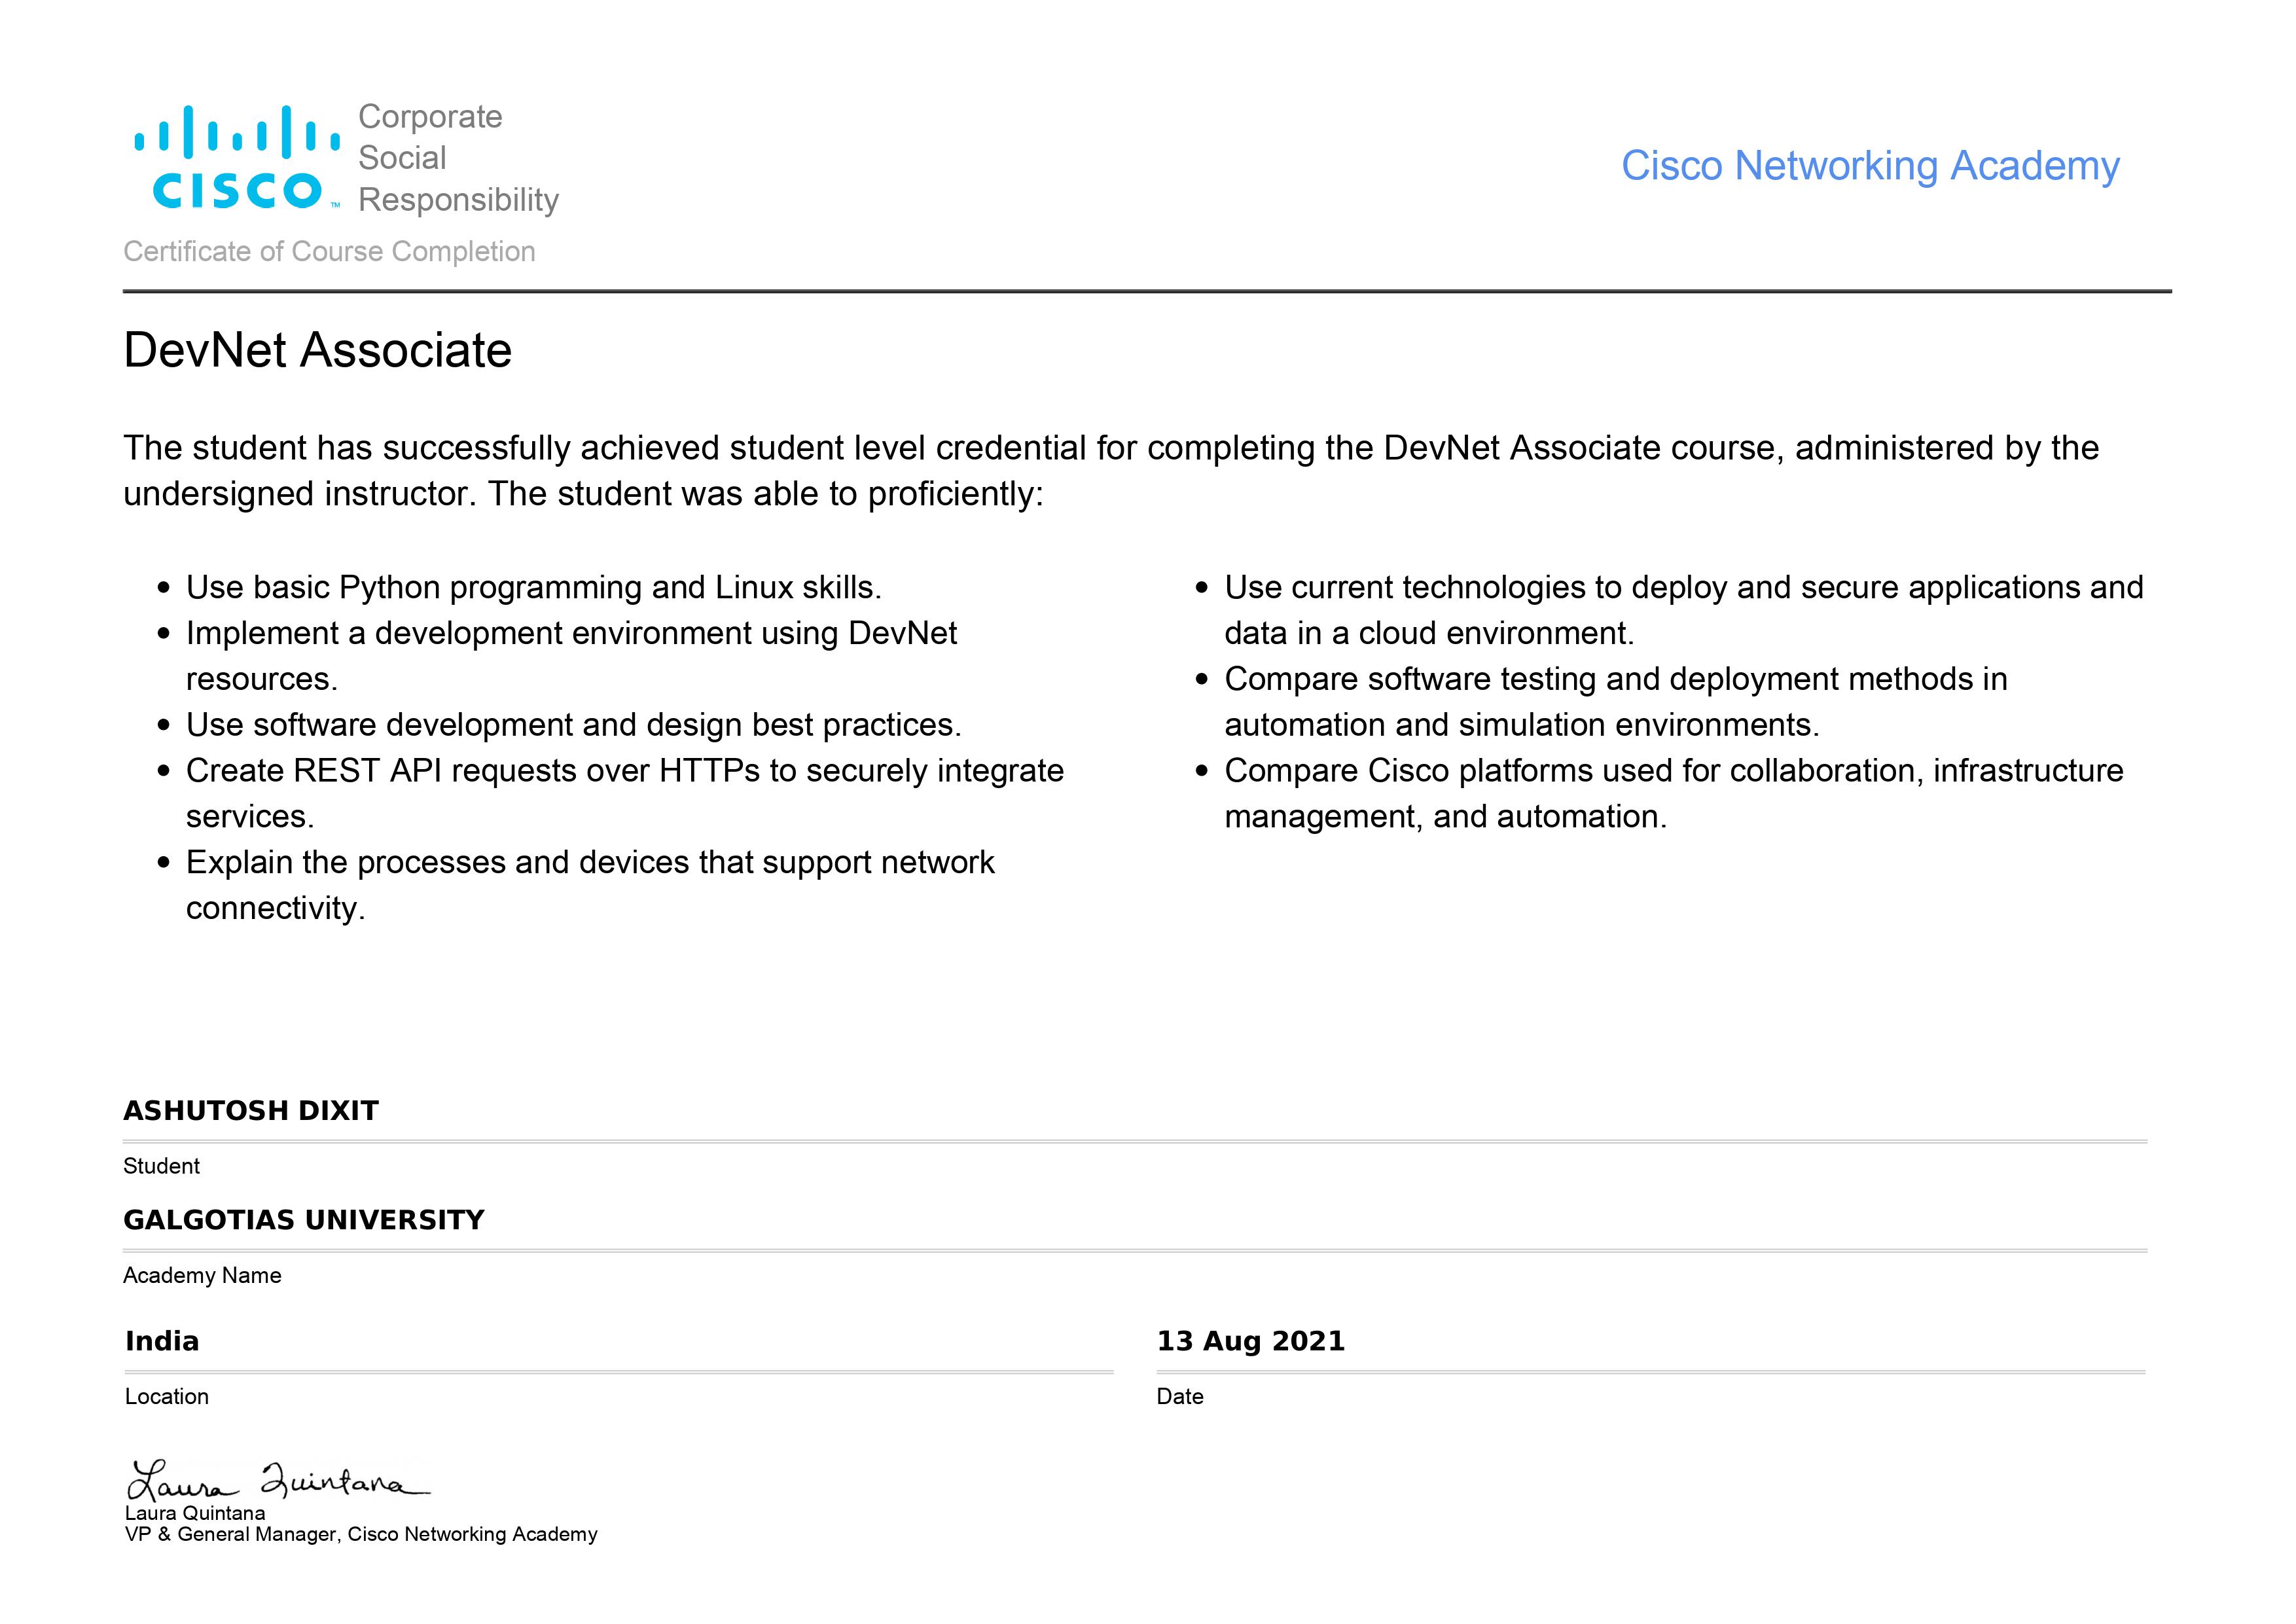 Corporate
Social
Responsibility
CISCO™
Cisco Networking Academy
Certificate of Course Completion
DevNet Associate
The student has successfully achieved student level credential for completing the DevNet Associate course, administered by the
undersigned instructor. The student was able to proficiently:
• Use basic Python programming and Linux skills.
• Implement a development environment using DevNet
resources.
• Use software development and design best practices.
• Create REST API requests over HTTPs to securely integrate
services.
• Explain the processes and devices that support network
connectivity.
• Use current technologies to deploy and secure applications and
data in a cloud environment.
• Compare software testing and deployment methods in
automation and simulation environments.
• Compare Cisco platforms used for collaboration, infrastructure
management, and automation.
ASHUTOSH DIXIT
Student
GALGOTIAS UNIVERSITY
Academy Name
India
Location
13 Aug 2021
Date
Laura Quintana
Laura Quintana
VP & General Manager, Cisco Networking Academy